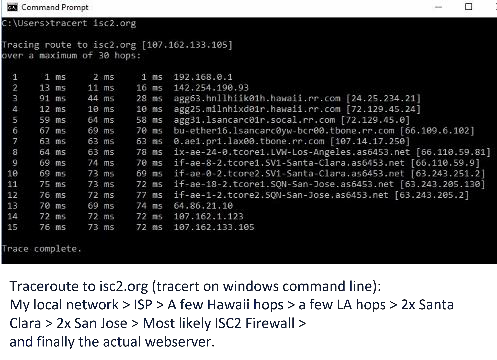 Command Prompt
C:\Users>tracert isc2.org
Tracing route to isc2.org [107.162.133.105]
over a maximum of 30 hops:
1 1 ms 2 ms 1 ms 192.168.0.1
2 13 ms 11 ms 16 ms 142.254.190.93
3 91 ms 44 ms 28 ms agg63.hnllhiik01h.hawaii.rr.com [24.25.234.21]
4 12 ms 10 ms 10 ms agg25.milnhixd01r.hawaii.rr.com [72.129.45.24]
5 59 ms 64 ms 58 ms agg31.lsancarc01r.socal.rr.com [72.129.45.0]
6 67 ms 69 ms 70 ms bu-ether16.lsancarc0yw-bcr00.tbone.rr.com [66.109.6.102]
7 63 ms 63 ms 63 ms 0.ae1.pr1.lax00.tbone.rr.com [107.14.17.250]
8 64 ms 63 ms 78 ms ix-ae-24-0.tcore1.LVW-Los-Angeles.as6453.net [66.110.59.81]
9 69 ms 74 ms 70 ms if-ae-8-2.tcore1.SV1-Santa-Clara.as6453.net [66.110.59.9]
10 69 ms 73 ms 69 ms if-ae-0-2.tcore2.SV1-Santa-Clara.as6453.net [63.243.251.2]
11 75 ms 73 ms 72 ms if-ae-18-2.tcore1.SQN-San-Jose.as6453.net [63.243.205.130]
12 76 ms 72 ms 77 ms if-ae-1-2.tcore2.SQN-San-Jose.as6453.net [63.243.205.2]
13 70 ms 69 ms 74 ms 64.86.21.10
14 72 ms 72 ms 72 ms 107.162.1.123
15 76 ms 73 ms 72 ms 107.162.133.105
Trace complete.
Traceroute to isc2.org (tracert on windows command line):
My local network > ISP > A few Hawaii hops > a few LA hops > 2x Santa
Clara > 2x San Jose > Most likely ISC2 Firewall >
and finally the actual webserver.